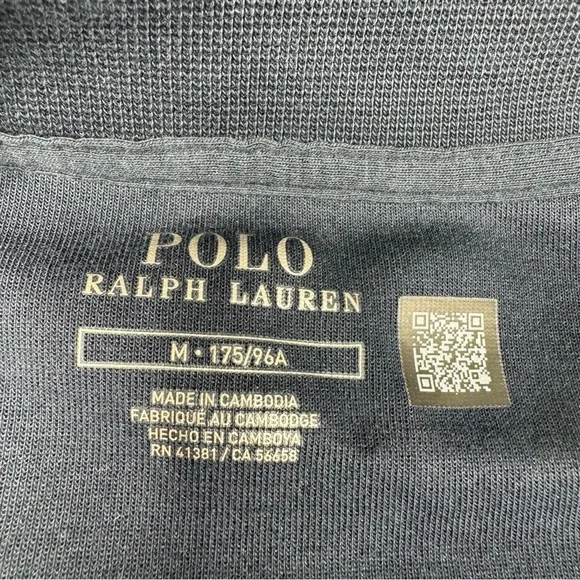 POLO
RALPH LAUREN
M • 175/96A
MADE IN CAMBODIA
FABRIQUÉ AU CAMBODGE
HECHO EN CAMBOYA
RN 41381 / CA 56658